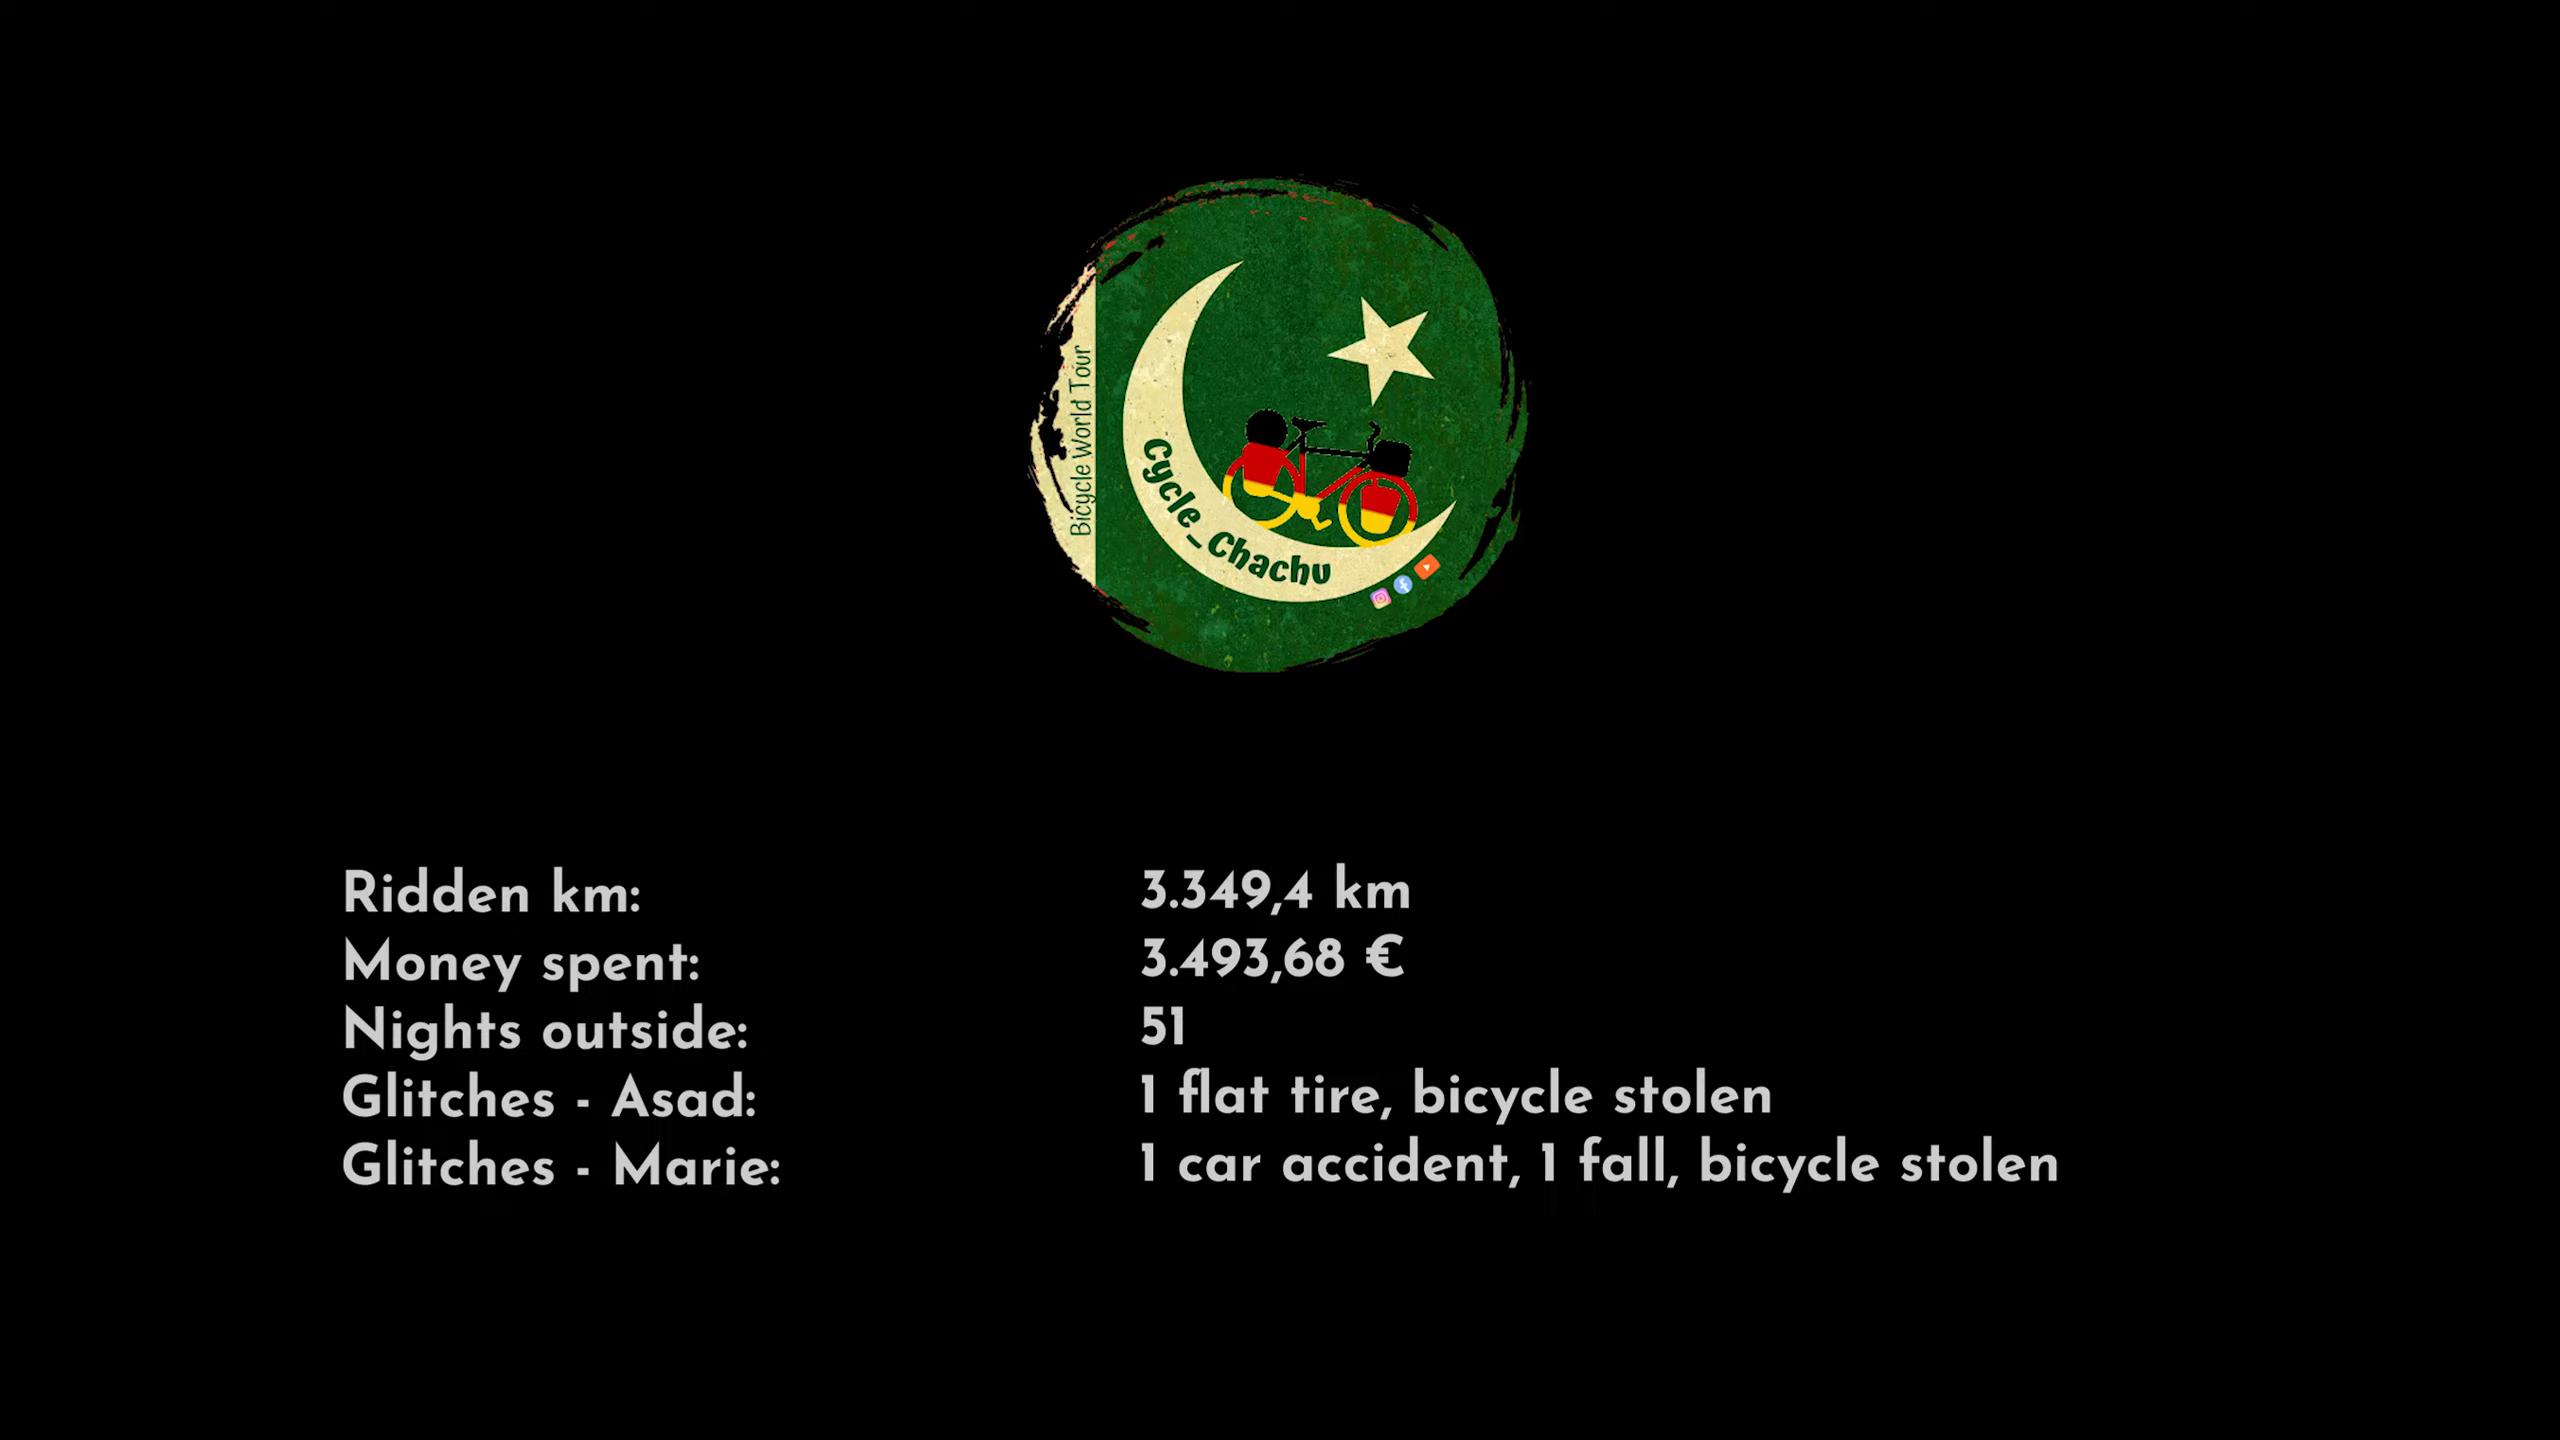 Bicycle World Tour
Cycle_Chachu
Ridden km: 3.349,4 km
Money spent: 3.493,68 €
Nights outside: 51
Glitches - Asad: 1 flat tire, bicycle stolen
Glitches - Marie: 1 car accident, 1 fall, bicycle stolen